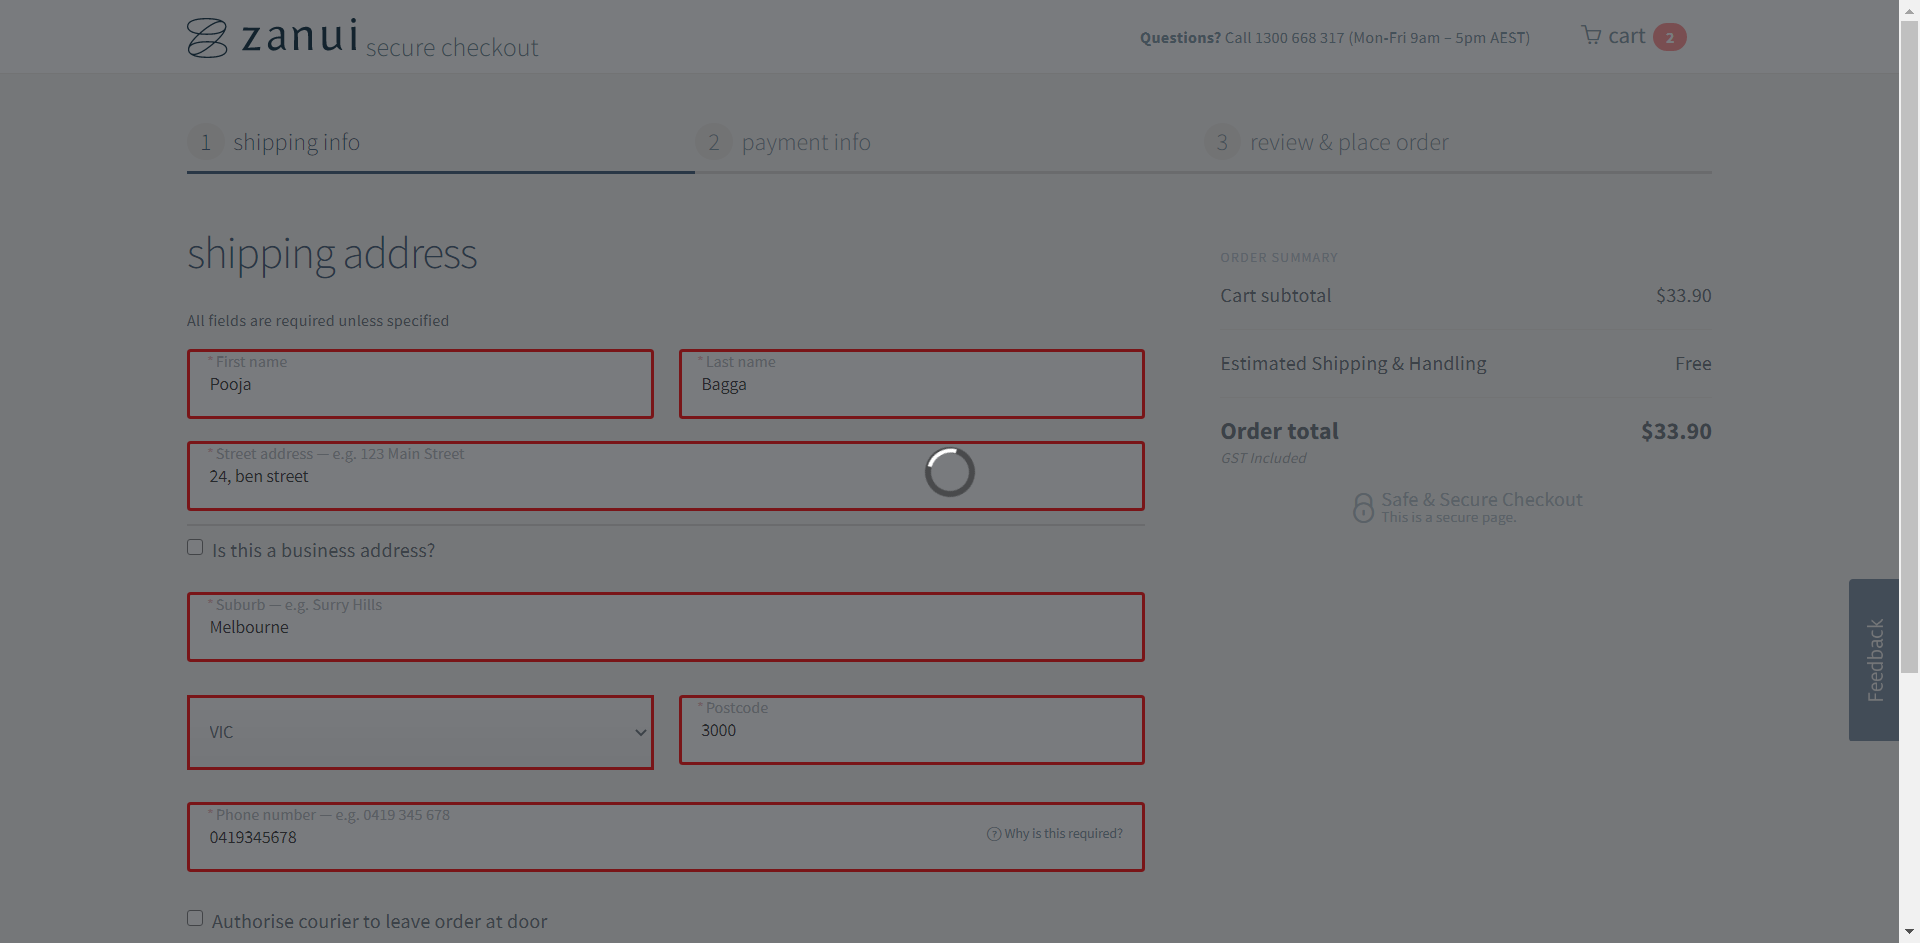 zanui secure checkout
Questions? Call 1300 668 317 (Mon-Fri 9am – 5pm AEST)
cart 2
1 shipping info
2 payment info
3 review & place order
shipping address
All fields are required unless specified
* First name
Pooja
* Last name
Bagga
* Street address — e.g. 123 Main Street
24, ben street
Is this a business address?
* Suburb — e.g. Surry Hills
Melbourne
VIC
* Postcode
3000
* Phone number — e.g. 0419 345 678
0419345678
? Why is this required?
Authorise courier to leave order at door
ORDER SUMMARY
Cart subtotal $33.90
Estimated Shipping & Handling Free
Order total $33.90
GST Included
Safe & Secure Checkout
This is a secure page.
Feedback